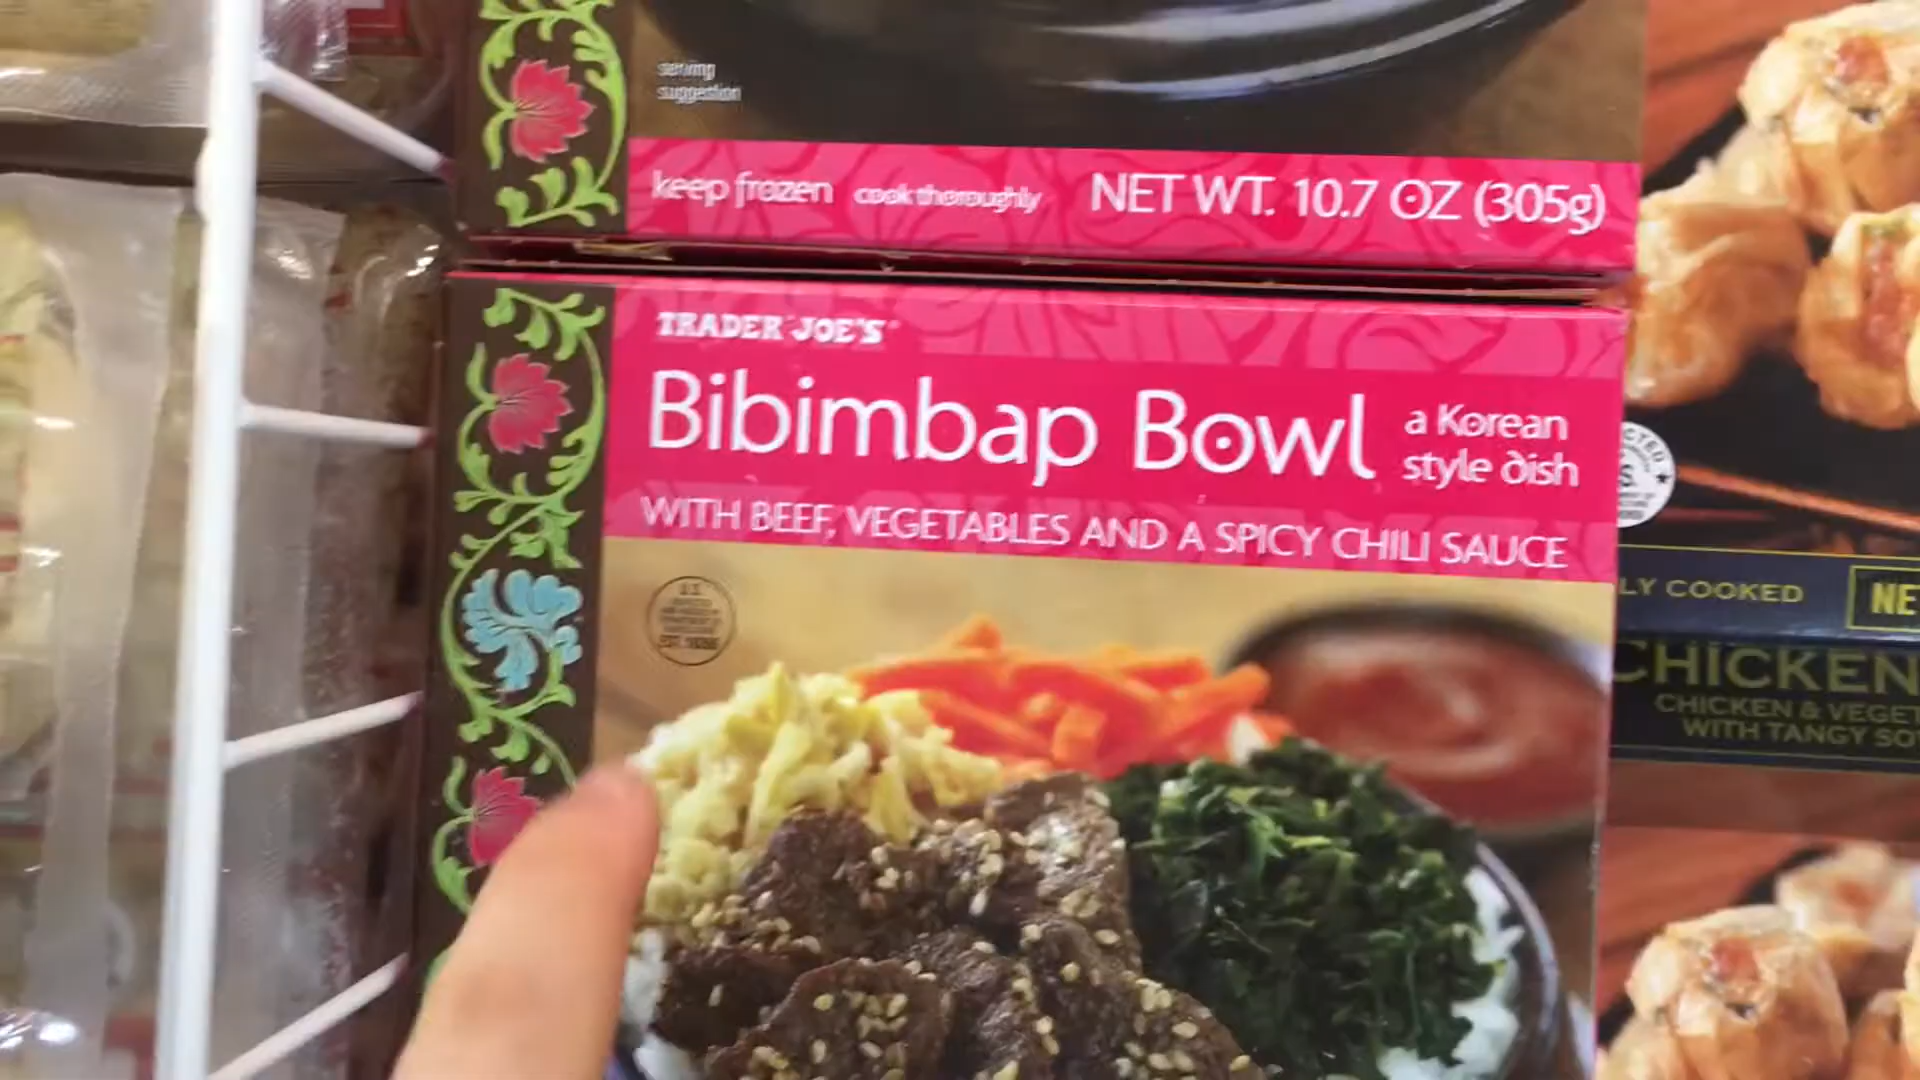 serving
suggestion
keep frozen cook thoroughly NET WT. 10.7 OZ (305g)
TRADER JOE'S
Bibimbap Bowl
a Korean
style dish
WITH BEEF, VEGETABLES AND A SPICY CHILI SAUCE
U.S.
LY COOKED
NE
CHICKEN
CHICKEN & VEGET
WITH TANGY SO